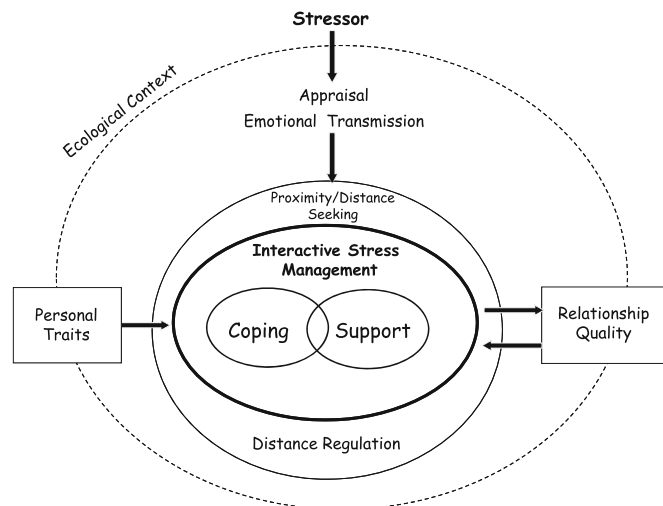 Stressor
Ecological Context
Appraisal
Emotional Transmission
Proximity/Distance
Seeking
Interactive Stress
Management
Personal
Traits
Coping
Support
Relationship
Quality
Distance Regulation